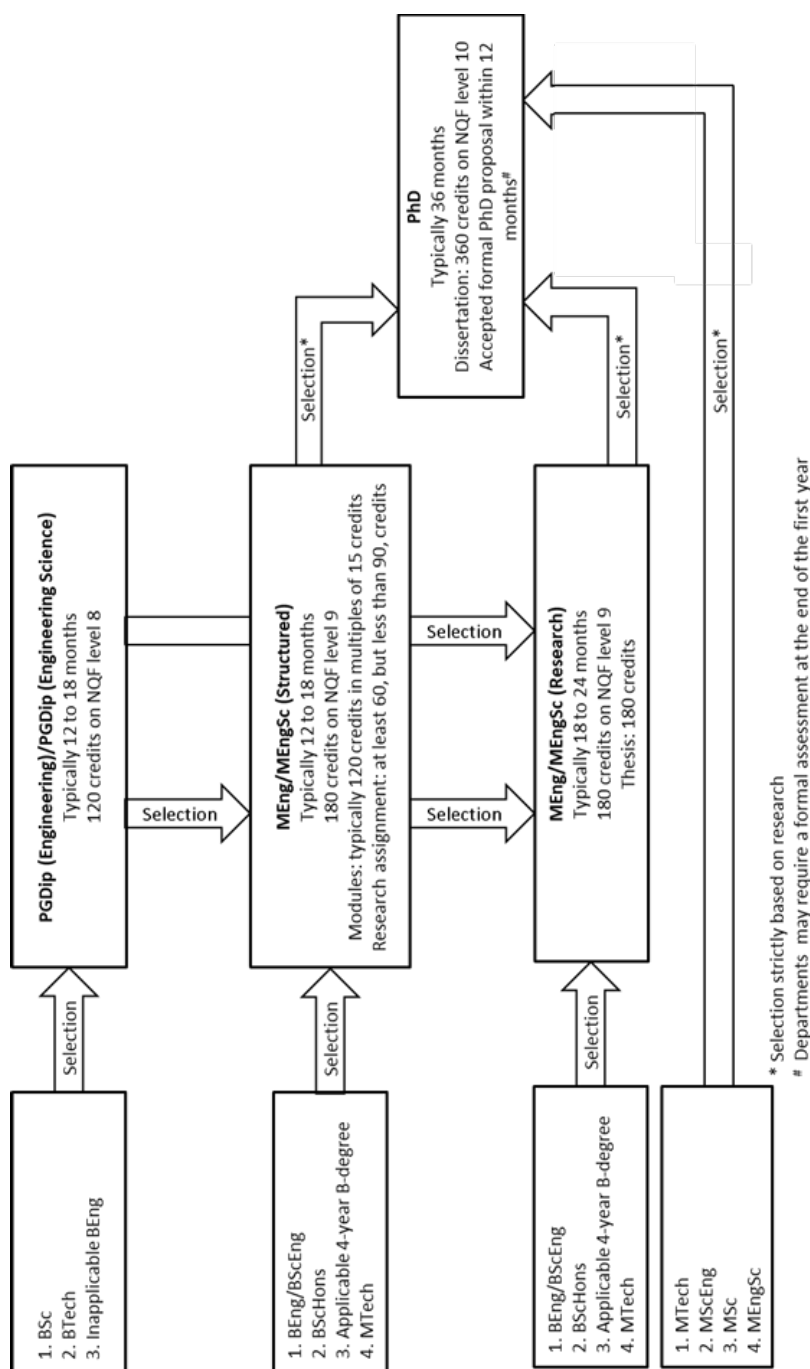 1. BSc
2. BTech
3. Inapplicable BEng
Selection
PGDip (Engineering)/PGDip (Engineering Science)
Typically 12 to 18 months
120 credits on NQF level 8
Selection
1. BEng/BScEng
2. BScHons
3. Applicable 4-year B-degree
4. MTech
Selection
MEng/MEngSc (Structured)
Typically 12 to 18 months
180 credits on NQF level 9
Modules: typically 120 credits in multiples of 15 credits
Research assignment: at least 60, but less than 90, credits
Selection*
Selection
Selection
PhD
Typically 36 months
Dissertation: 360 credits on NQF level 10
Accepted formal PhD proposal within 12
months#
1. BEng/BScEng
2. BScHons
3. Applicable 4-year B-degree
4. MTech
Selection
MEng/MEngSc (Research)
Typically 18 to 24 months
180 credits on NQF level 9
Thesis: 180 credits
Selection*
1. MTech
2. MScEng
3. MSc
4. MEngSc
Selection*
* Selection strictly based on research
# Departments may require a formal assessment at the end of the first year